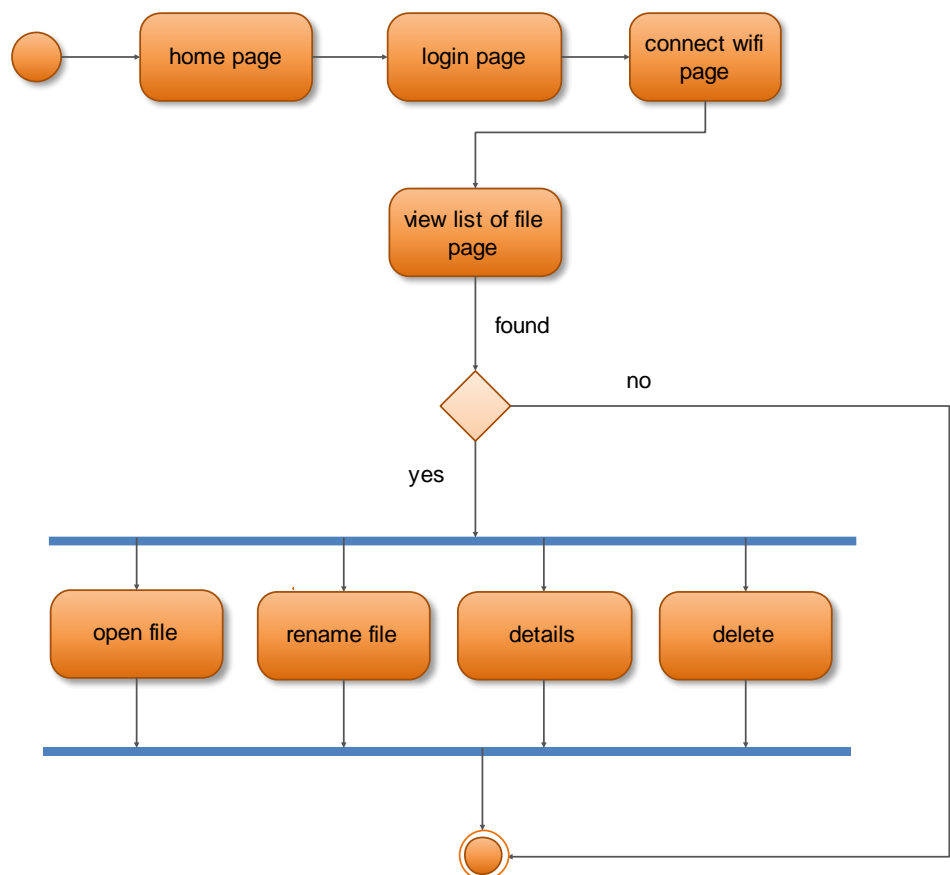 home page
login page
connect wifi
page
view list of file
page
found
no
yes
open file
rename file
details
delete